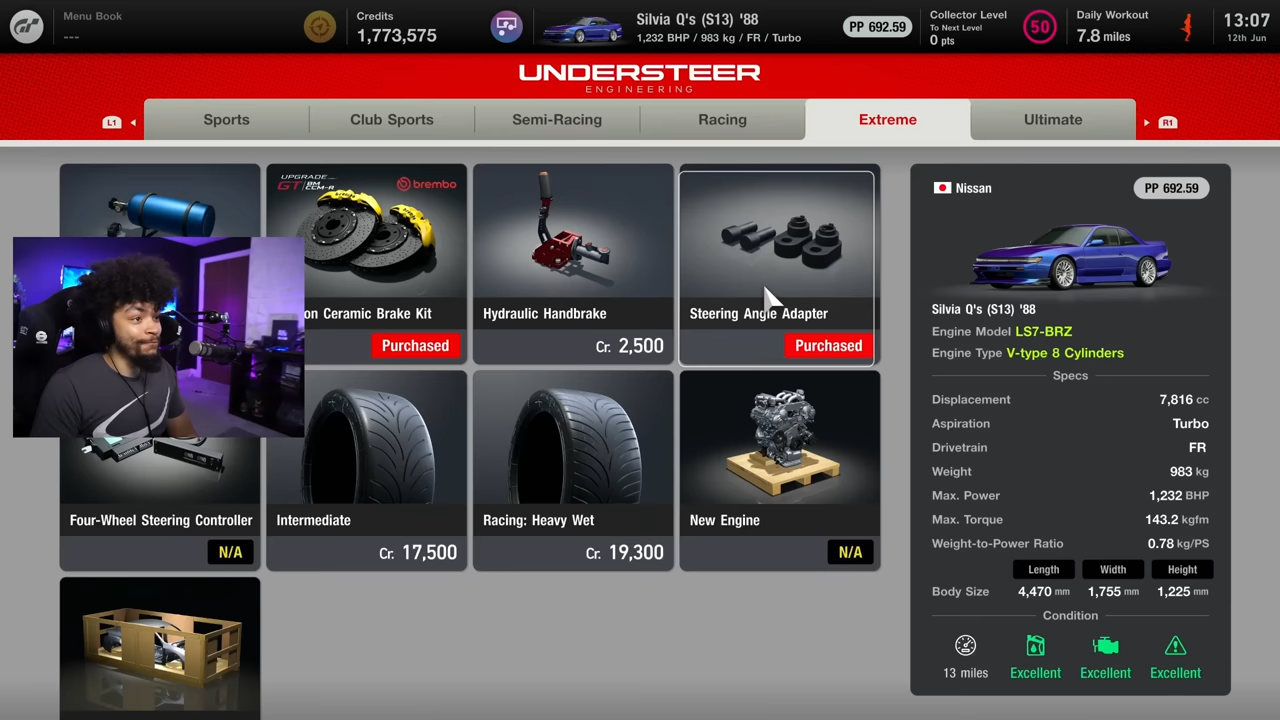 GT
Menu Book
---
Credits
1,773,575
Silvia Q's (S13) '88
1,232 BHP / 983 kg / FR / Turbo
PP 692.59
Collector Level
To Next Level
0 pts
50
Daily Workout
7.8 miles
13:07
12th Jun
UNDERSTEER
ENGINEERING
L1
Sports
Club Sports
Semi-Racing
Racing
Extreme
Ultimate
R1
UPGRADE
GT | BM
CCM-R
brembo
on Ceramic Brake Kit
Purchased
Hydraulic Handbrake
Cr. 2,500
Steering Angle Adapter
Purchased
Four-Wheel Steering Controller
N/A
Intermediate
Cr. 17,500
Racing: Heavy Wet
Cr. 19,300
New Engine
N/A
Nissan
PP 692.59
Silvia Q's (S13) '88
Engine Model LS7-BRZ
Engine Type V-type 8 Cylinders
Specs
Displacement 7,816 cc
Aspiration Turbo
Drivetrain FR
Weight 983 kg
Max. Power 1,232 BHP
Max. Torque 143.2 kgfm
Weight-to-Power Ratio 0.78 kg/PS
Length Width Height
Body Size 4,470 mm 1,755 mm 1,225 mm
Condition
13 miles Excellent Excellent Excellent